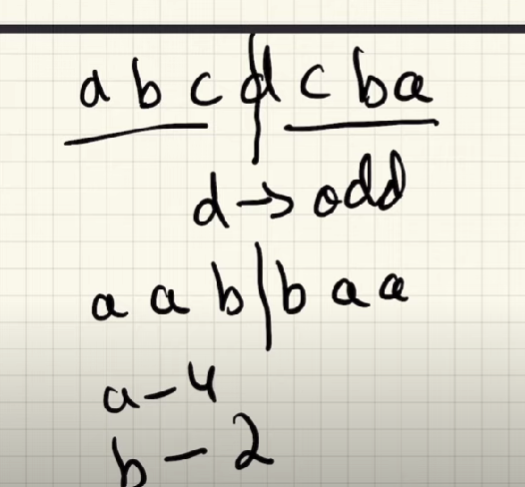 a b c d c b a
d → odd
a a b | b a a
a - 4
b - 2